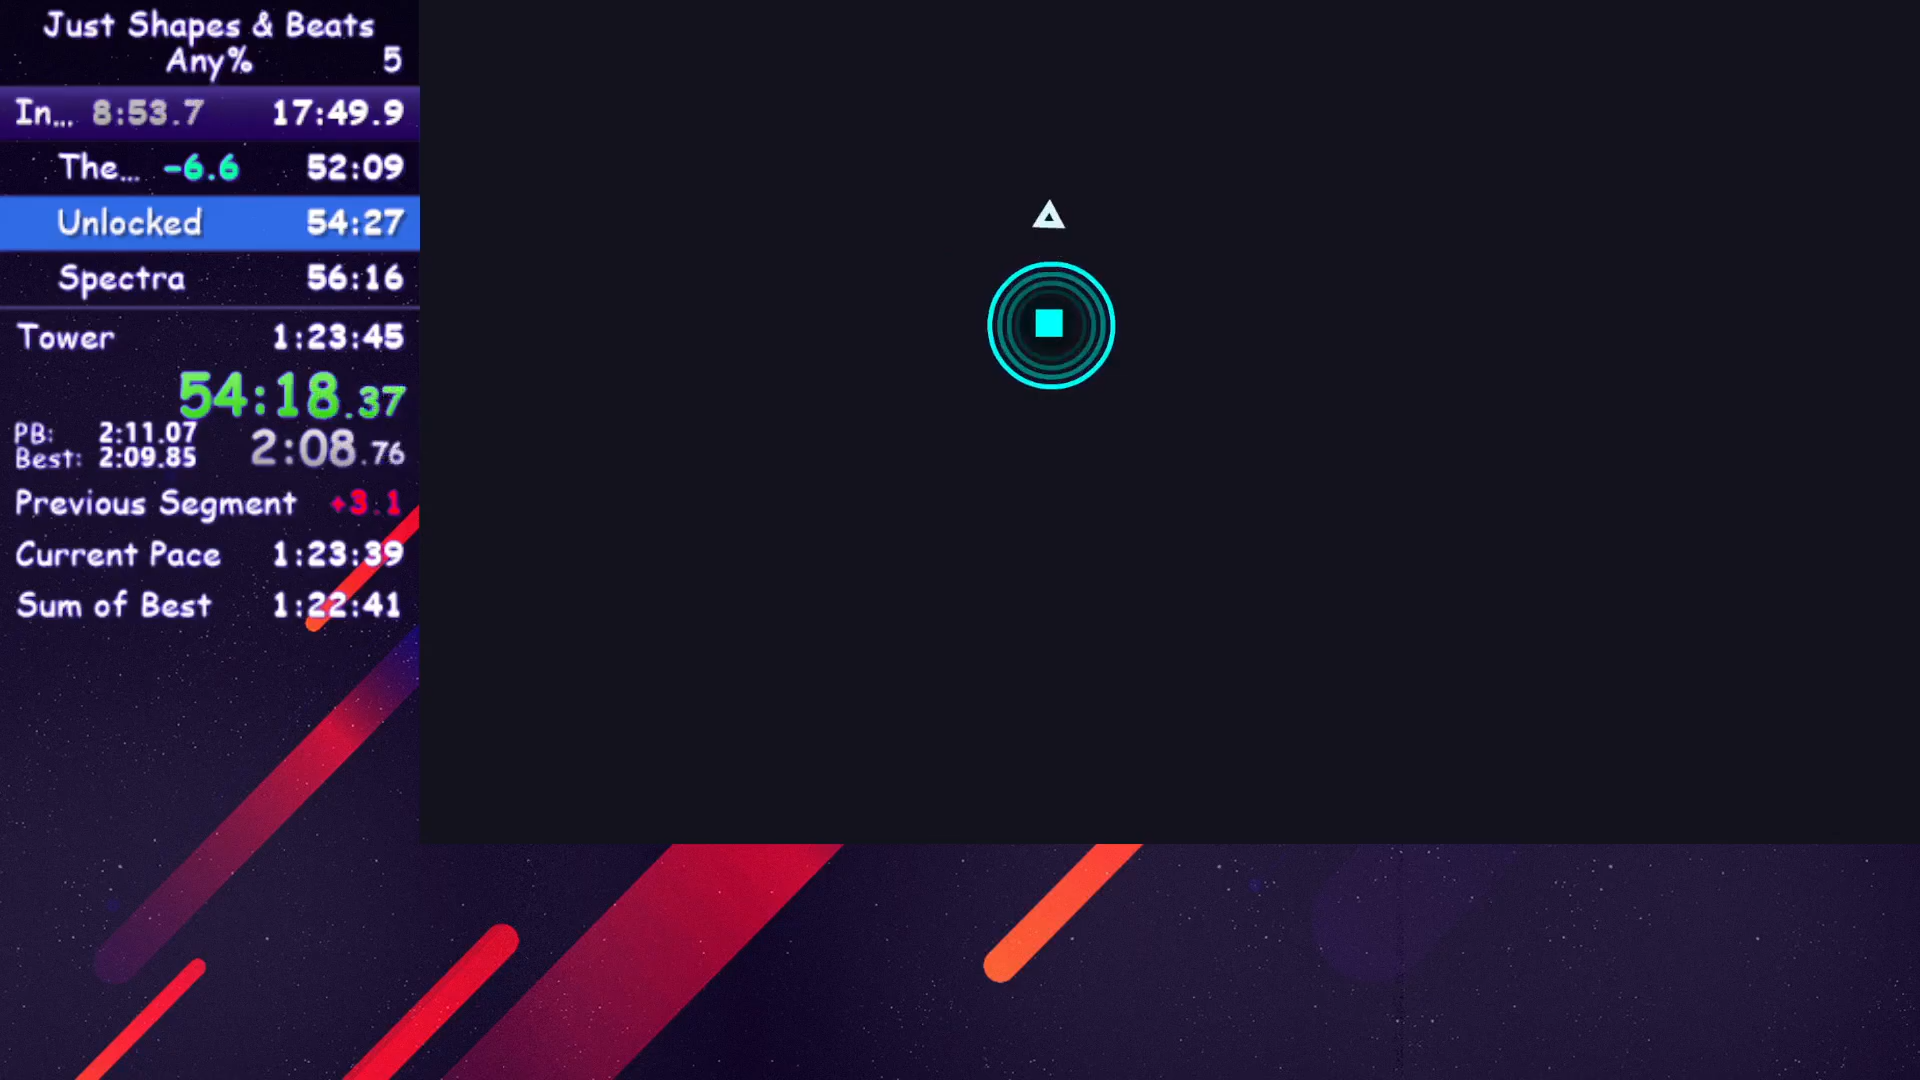 Just Shapes & Beats
Any% 5
In... 8:53.7 17:49.9
The... -6.6 52:09
Unlocked 54:27
Spectra 56:16
Tower 1:23:45
54:18.37
PB: 2:11.07
Best: 2:09.85 2:08.76
Previous Segment +3.1
Current Pace 1:23:39
Sum of Best 1:22:41